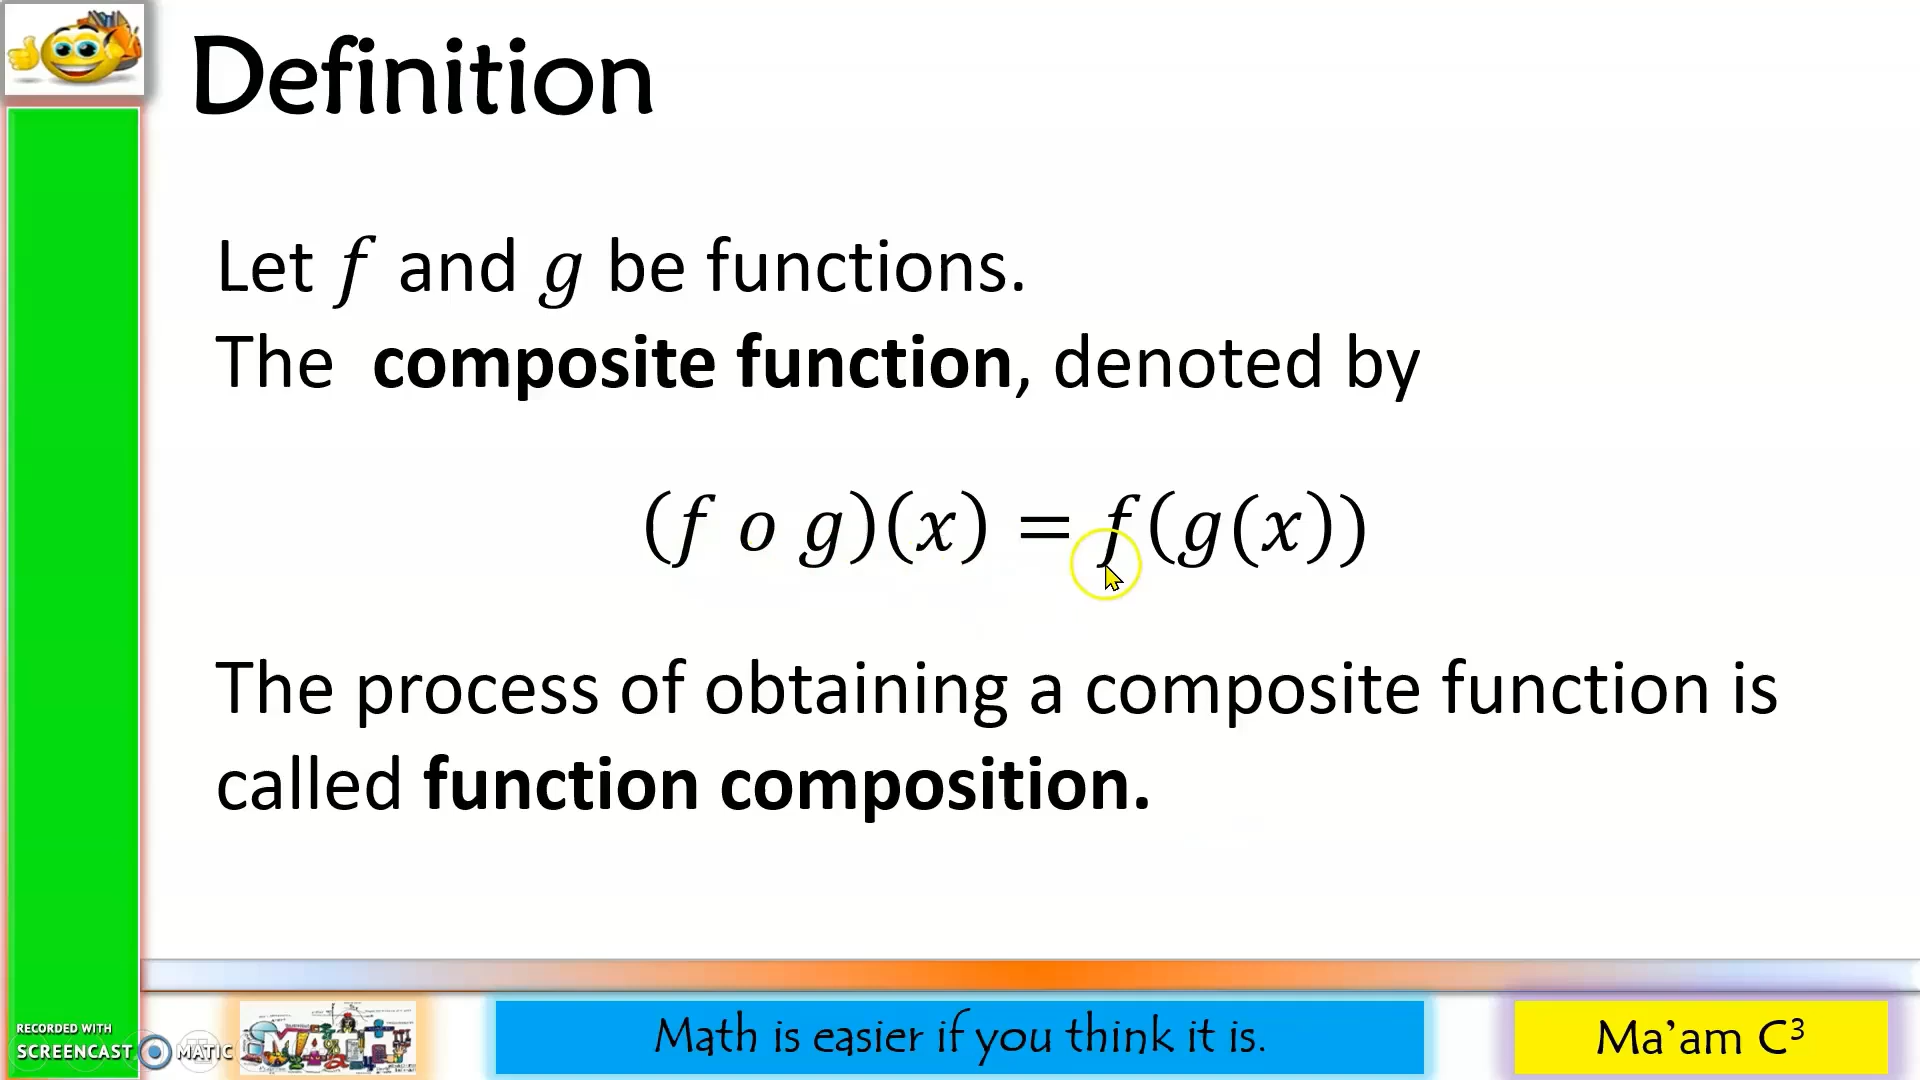 Definition
Let f and g be functions.
The composite function, denoted by
(f o g)(x) = f(g(x))
The process of obtaining a composite function is
called function composition.
RECORDED WITH
SCREENCAST MATIC
MATH
Math is easier if you think it is.
Ma'am C³